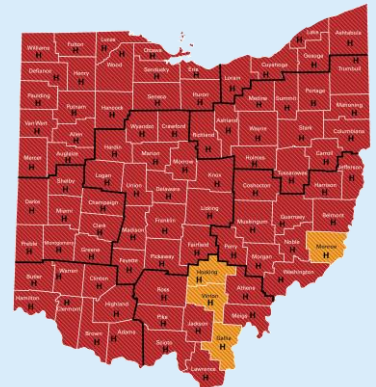 Williams
H
Fulton
H
Lucas
H
Ottawa
H
Lake
H
Ashtabula
H
Defiance
H
Henry
H
Wood
H
Sandusky
H
Erie
H
Lorain
H
Cuyahoga
H
Geauga
H
Trumbull
H
Paulding
H
Putnam
H
Hancock
H
Seneca
H
Huron
H
Medina
H
Summit
H
Portage
H
Mahoning
H
Van Wert
H
Allen
H
Wyandot
H
Crawford
H
Richland
H
Ashland
H
Wayne
H
Stark
H
Columbiana
H
Mercer
H
Auglaize
H
Hardin
H
Marion
H
Morrow
H
Knox
H
Holmes
H
Tuscarawas
H
Carroll
H
Jefferson
H
Shelby
H
Logan
H
Union
H
Delaware
H
Coshocton
H
Harrison
H
Darke
H
Miami
H
Champaign
H
Clark
H
Madison
H
Franklin
H
Licking
H
Muskingum
H
Guernsey
H
Belmont
H
Preble
H
Montgomery
H
Greene
H
Fayette
H
Pickaway
H
Fairfield
H
Perry
H
Morgan
H
Noble
H
Monroe
H
Butler
H
Warren
H
Clinton
H
Ross
H
Hocking
H
Vinton
H
Athens
H
Washington
H
Hamilton
H
Clermont
H
Highland
H
Pike
H
Jackson
H
Meigs
H
Brown
H
Adams
H
Scioto
H
Gallia
H
Lawrence
H